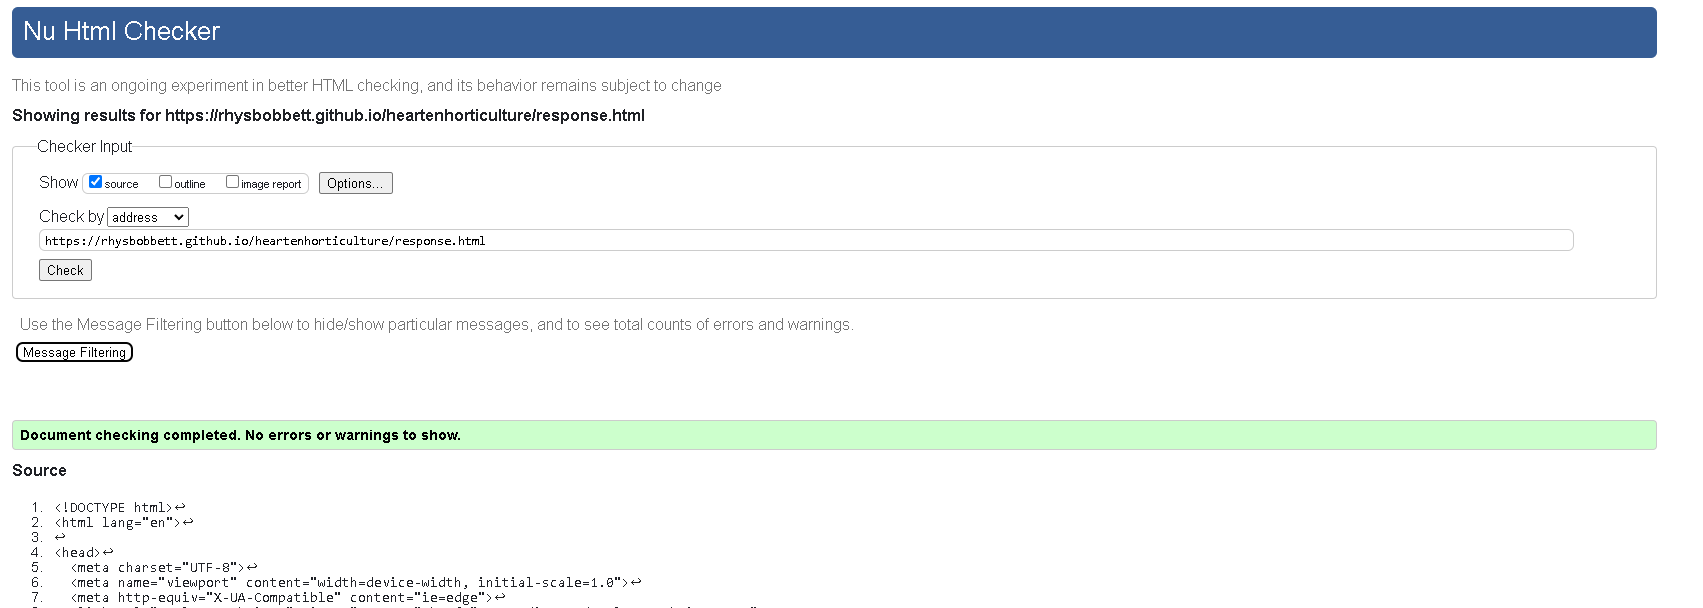 Nu Html Checker
This tool is an ongoing experiment in better HTML checking, and its behavior remains subject to change
Showing results for https://rhysbobbett.github.io/heartenhorticulture/response.html
Checker Input
Show source outline image report Options...
Check by address
https://rhysbobbett.github.io/heartenhorticulture/response.html
Check
Use the Message Filtering button below to hide/show particular messages, and to see total counts of errors and warnings.
Message Filtering
Document checking completed. No errors or warnings to show.
Source
1. <!DOCTYPE html>↩
2. <html lang="en">↩
3. ↩
4. <head>↩
5. <meta charset="UTF-8">↩
6. <meta name="viewport" content="width=device-width, initial-scale=1.0">↩
7. <meta http-equiv="X-UA-Compatible" content="ie=edge">↩